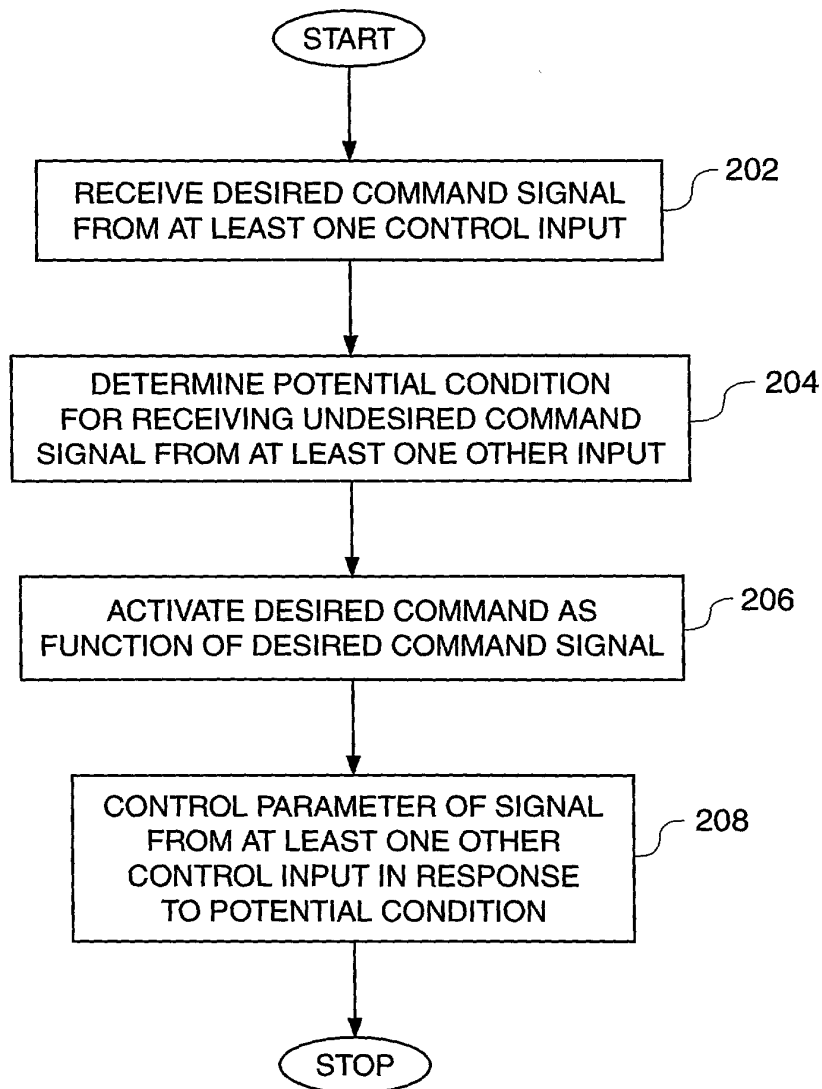 START
RECEIVE DESIRED COMMAND SIGNAL
FROM AT LEAST ONE CONTROL INPUT
202
DETERMINE POTENTIAL CONDITION
FOR RECEIVING UNDESIRED COMMAND
SIGNAL FROM AT LEAST ONE OTHER INPUT
204
ACTIVATE DESIRED COMMAND AS
FUNCTION OF DESIRED COMMAND SIGNAL
206
CONTROL PARAMETER OF SIGNAL
FROM AT LEAST ONE OTHER
CONTROL INPUT IN RESPONSE
TO POTENTIAL CONDITION
208
STOP